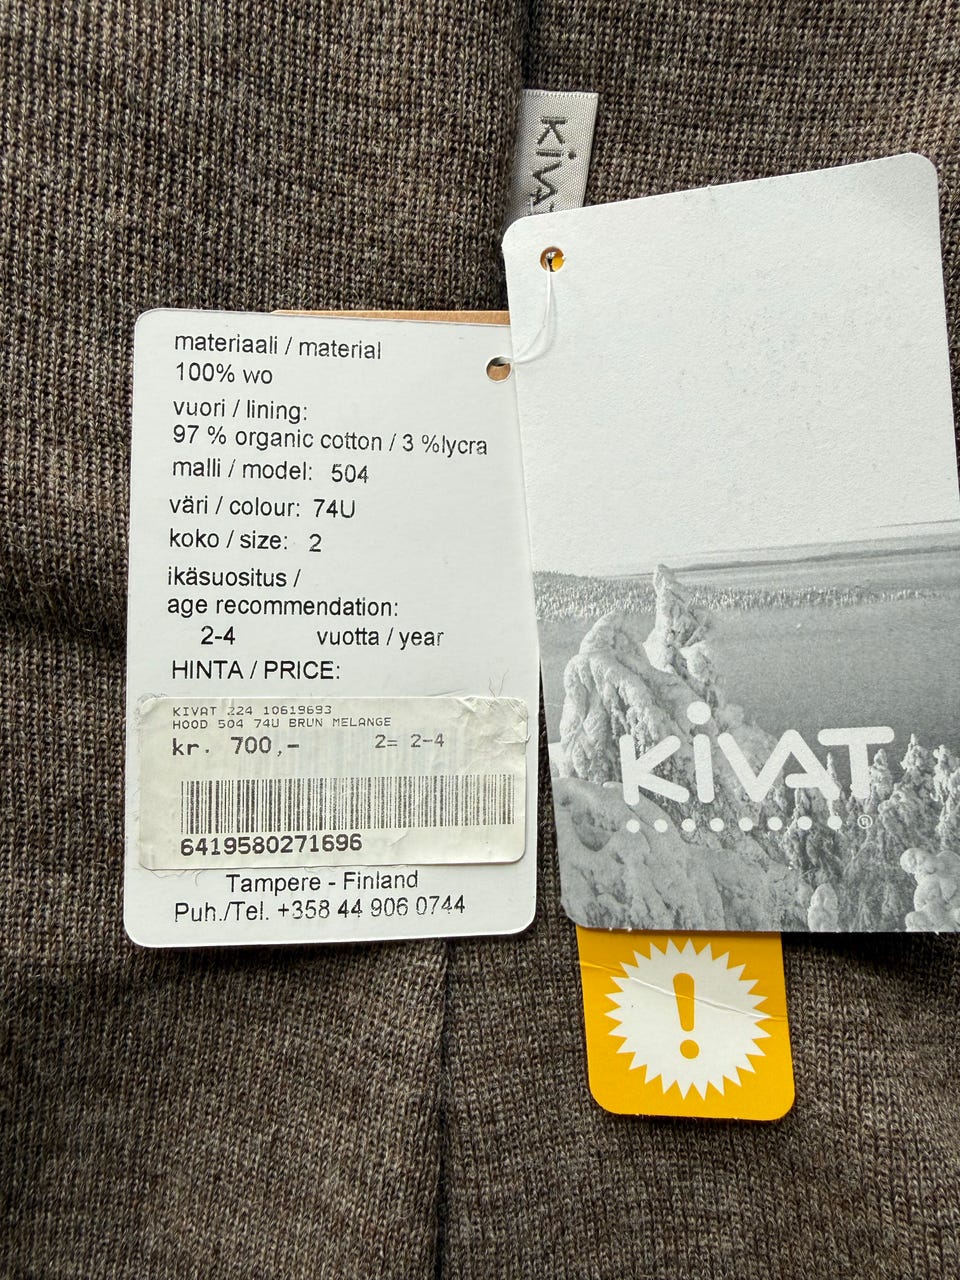 KIVAT
materiaali / material
100% wo
vuori / lining:
97 % organic cotton / 3 %lycra
malli / model: 504
väri / colour: 74U
koko / size: 2
ikäsuositus /
age recommendation:
2-4 vuotta / year
HINTA / PRICE:
KIVAT 224 10619693
HOOD 504 74U BRUN MELANGE
kr. 700,- 2= 2-4
6419580271696
Tampere - Finland
Puh./Tel. +358 44 906 0744
KIVAT
®
!